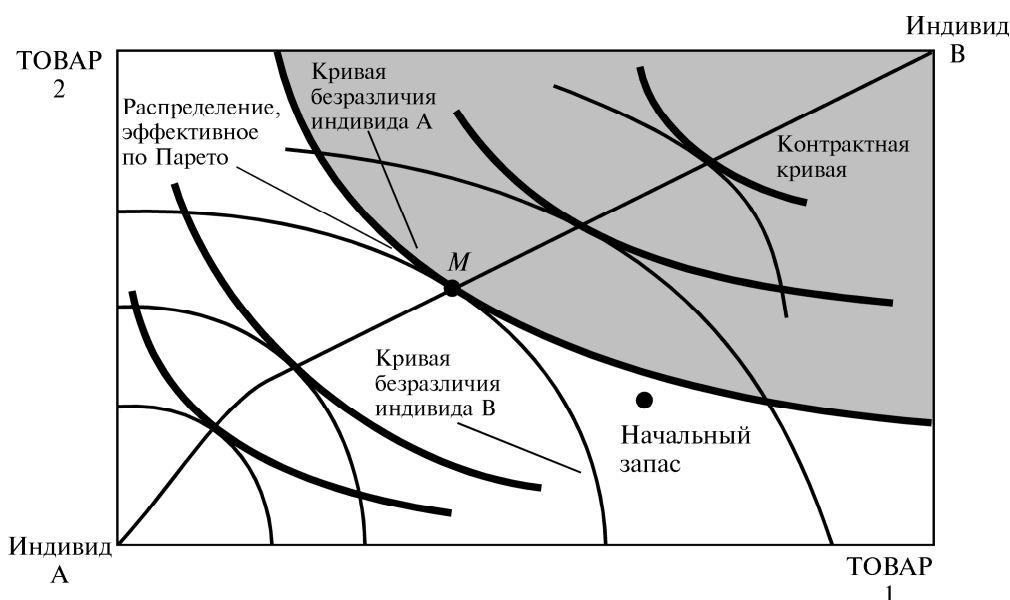 Индивид
B
ТОВАР
2
Кривая
безразличия
индивида A
Распределение,
эффективное
по Парето
Контрактная
кривая
M
Кривая
безразличия
индивида B
Начальный
запас
Индивид
A
ТОВАР
1